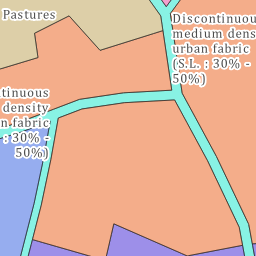 Pastures
Discontinuous
medium dens
urban fabric
(S.L. : 30% -
50%)
tinuous
density
n fabric
: 30% -
50%)